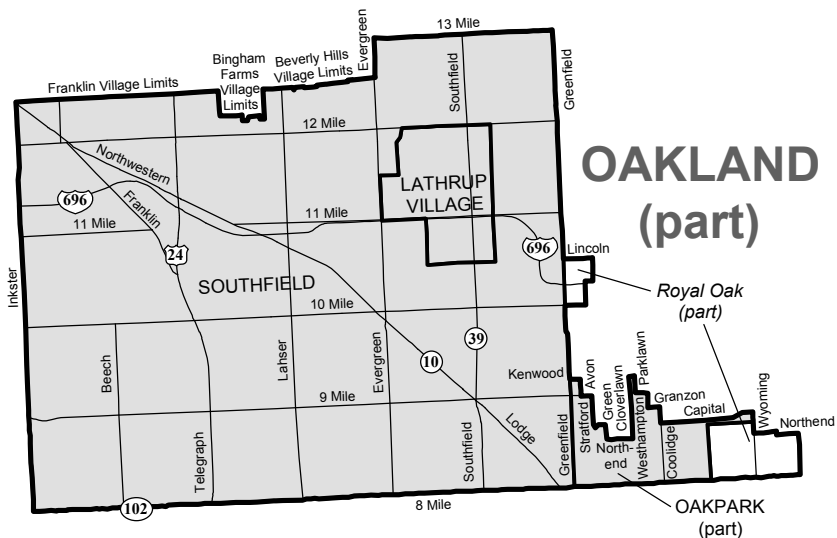 13 Mile
Evergreen
Bingham
Farms
Village
Limits
Beverly Hills
Village Limits
Franklin Village Limits
Southfield
Greenfield
12 Mile
Northwestern
OAKLAND
(part)
LATHRUP
VILLAGE
696
Franklin
11 Mile
11 Mile
24
696
Lincoln
Inkster
SOUTHFIELD
Royal Oak
(part)
10 Mile
Beech
Lahser
Evergreen
10
39
Kenwood
Avon
Stratford
Green
Cloverlawn
Parklawn
Granzon
Capital
Wyoming
Northend
9 Mile
Telegraph
Lodge
Southfield
Greenfield
North-
end
Westhampton
Coolidge
102
8 Mile
OAKPARK
(part)